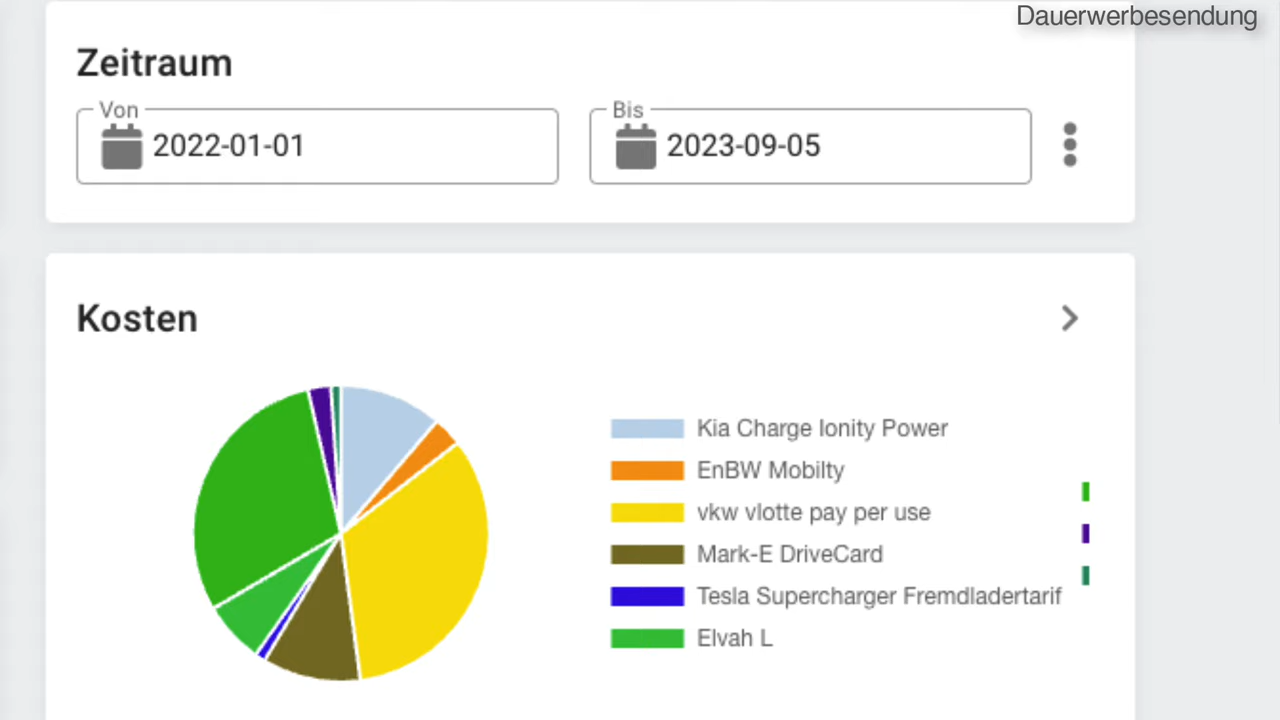 Dauerwerbesendung
Zeitraum
Von
2022-01-01
Bis
2023-09-05
Kosten
Kia Charge Ionity Power
EnBW Mobilty
vkw vlotte pay per use
Mark-E DriveCard
Tesla Supercharger Fremdladertarif
Elvah L